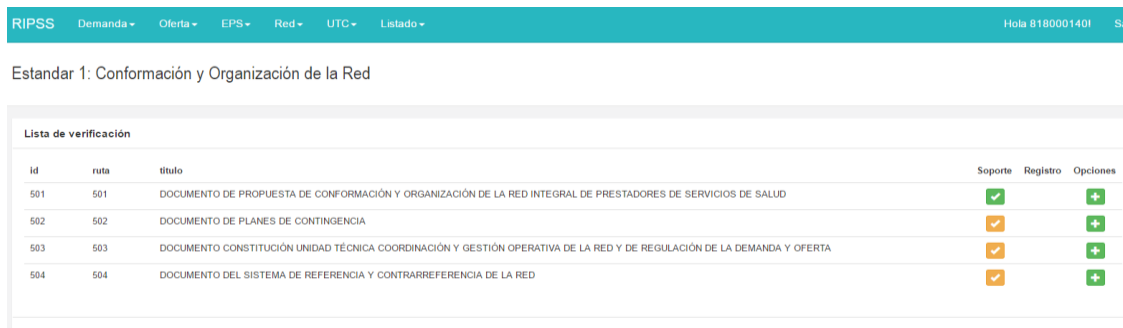 RIPSS Demanda Oferta EPS Red UTC Listado Hola 818000140!
Estandar 1: Conformación y Organización de la Red
Lista de verificación
id ruta titulo Soporte Registro Opciones
501 501 DOCUMENTO DE PROPUESTA DE CONFORMACIÓN Y ORGANIZACIÓN DE LA RED INTEGRAL DE PRESTADORES DE SERVICIOS DE SALUD
502 502 DOCUMENTO DE PLANES DE CONTINGENCIA
503 503 DOCUMENTO CONSTITUCIÓN UNIDAD TÉCNICA COORDINACIÓN Y GESTIÓN OPERATIVA DE LA RED Y DE REGULACIÓN DE LA DEMANDA Y OFERTA
504 504 DOCUMENTO DEL SISTEMA DE REFERENCIA Y CONTRARREFERENCIA DE LA RED